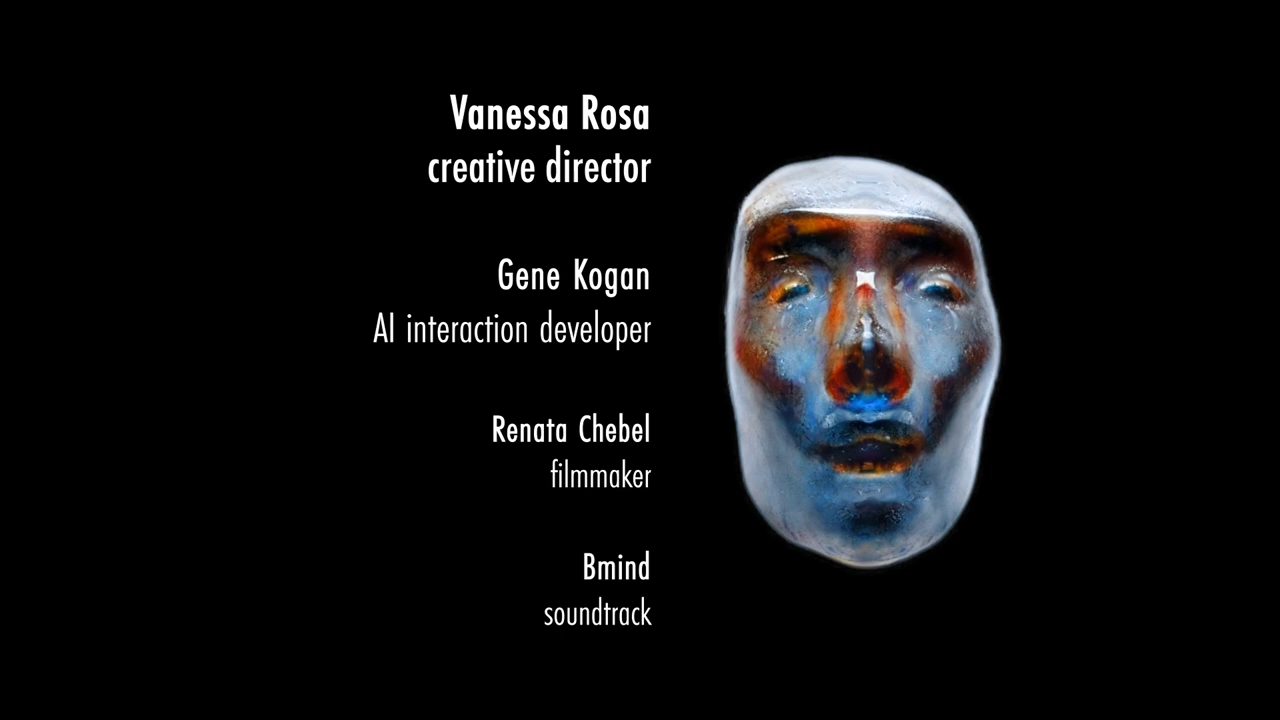 Vanessa Rosa
creative director
Gene Kogan
AI interaction developer
Renata Chebel
filmmaker
Bmind
soundtrack